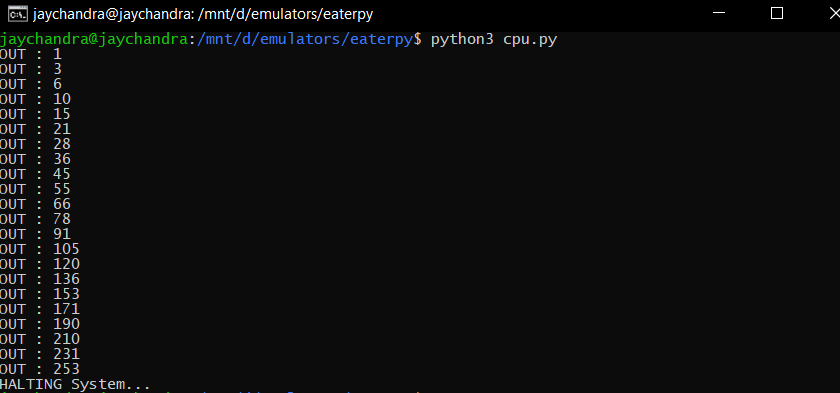 jaychandra@jaychandra: /mnt/d/emulators/eaterpy
jaychandra@jaychandra:/mnt/d/emulators/eaterpy$ python3 cpu.py
OUT : 1
OUT : 3
OUT : 6
OUT : 10
OUT : 15
OUT : 21
OUT : 28
OUT : 36
OUT : 45
OUT : 55
OUT : 66
OUT : 78
OUT : 91
OUT : 105
OUT : 120
OUT : 136
OUT : 153
OUT : 171
OUT : 190
OUT : 210
OUT : 231
OUT : 253
HALTING System...